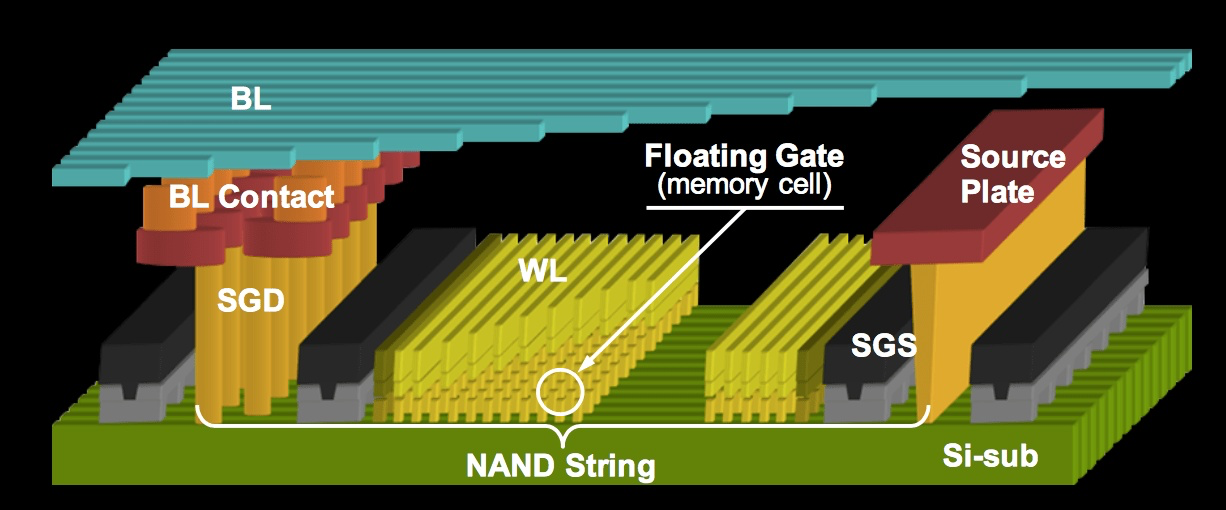 BL
Floating Gate
(memory cell)
Source
Plate
BL Contact
WL
SGD
SGS
NAND String
Si-sub